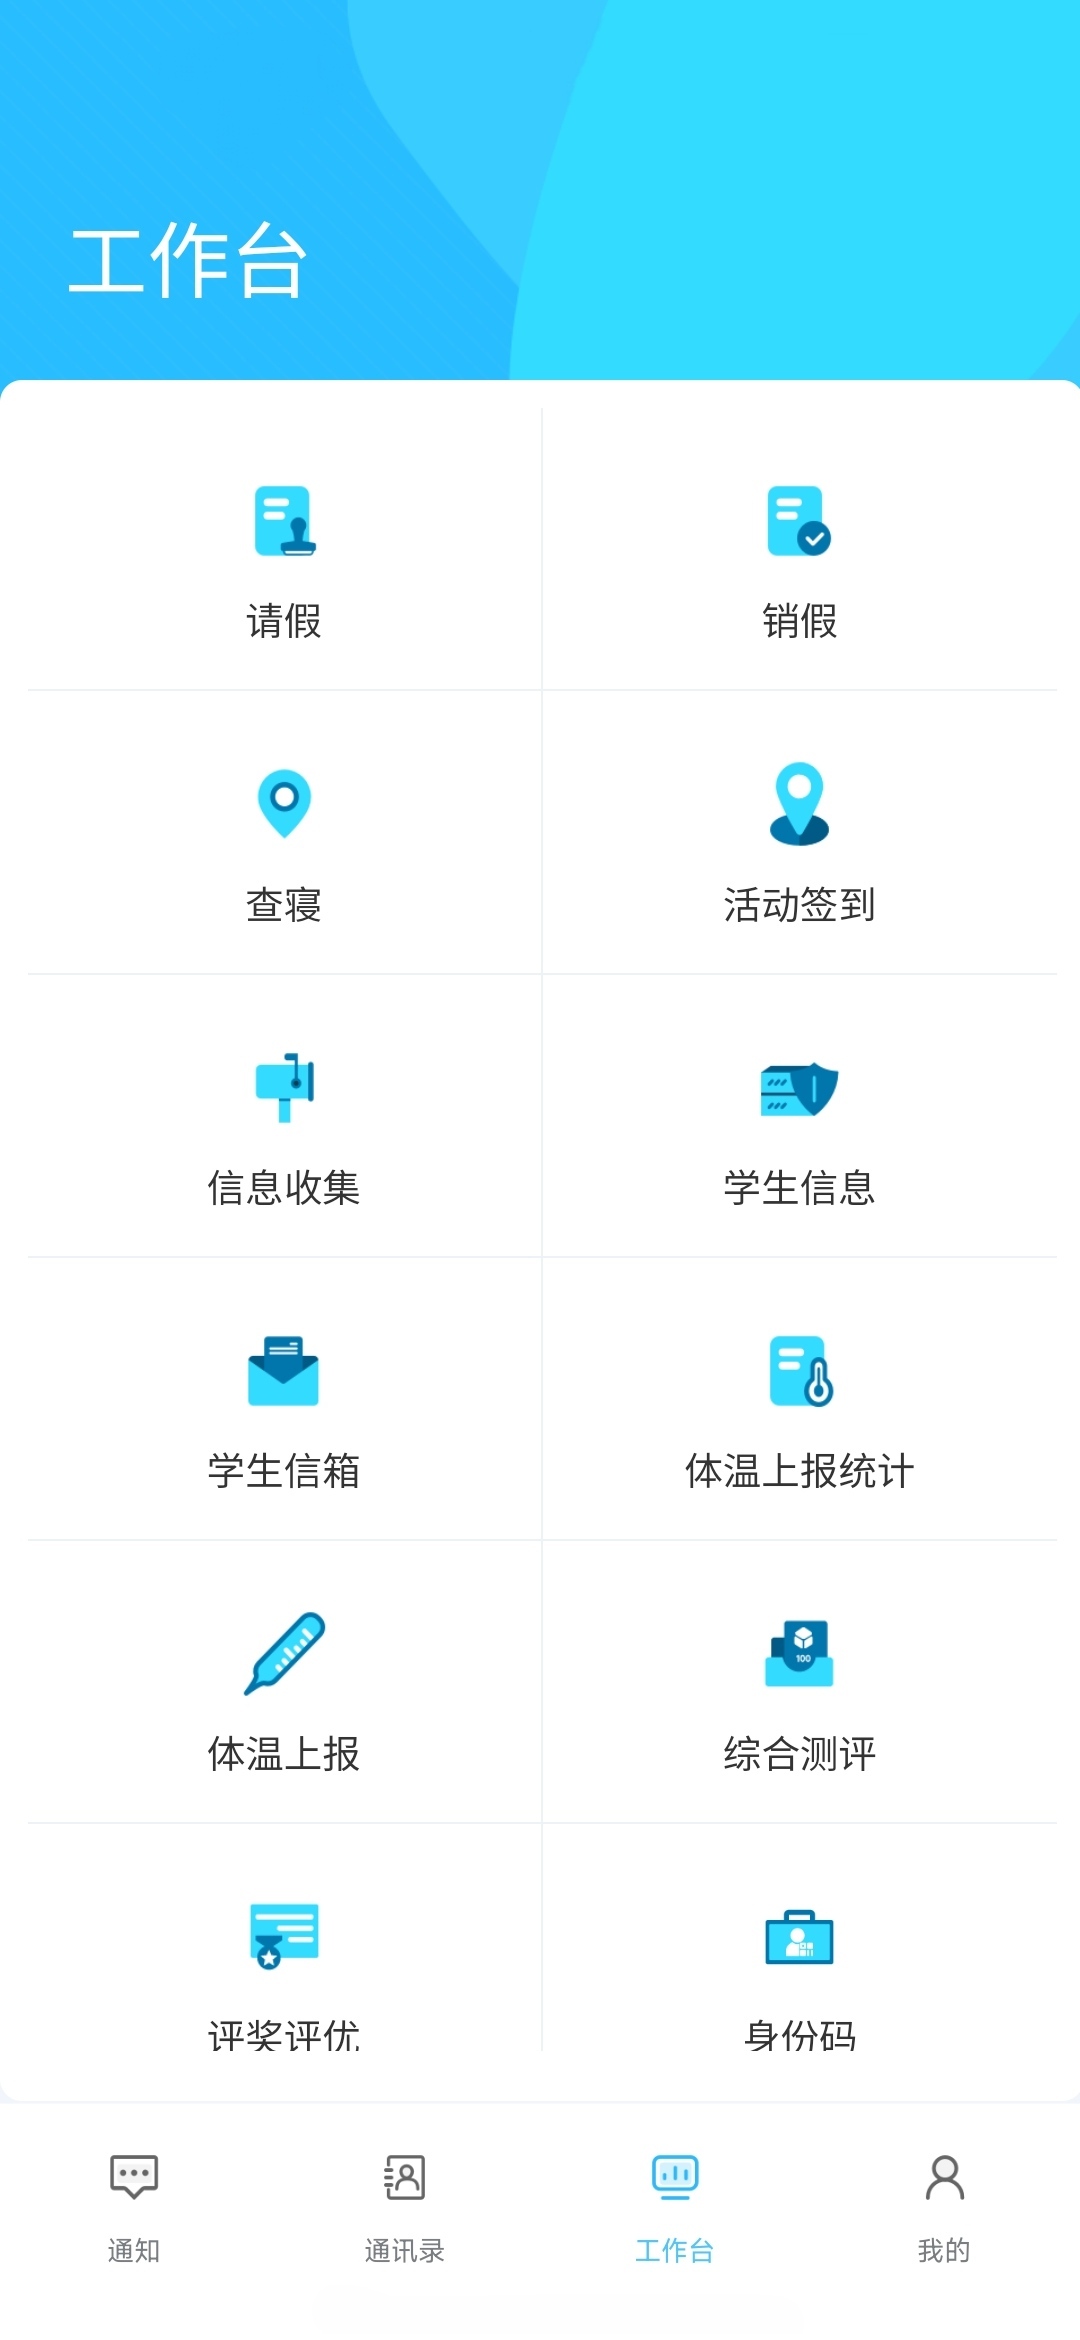 工作台
请假
销假
查寝
活动签到
信息收集
学生信息
学生信箱
体温上报统计
体温上报
100
综合测评
评奖评优
身份码
通知
通讯录
工作台
我的